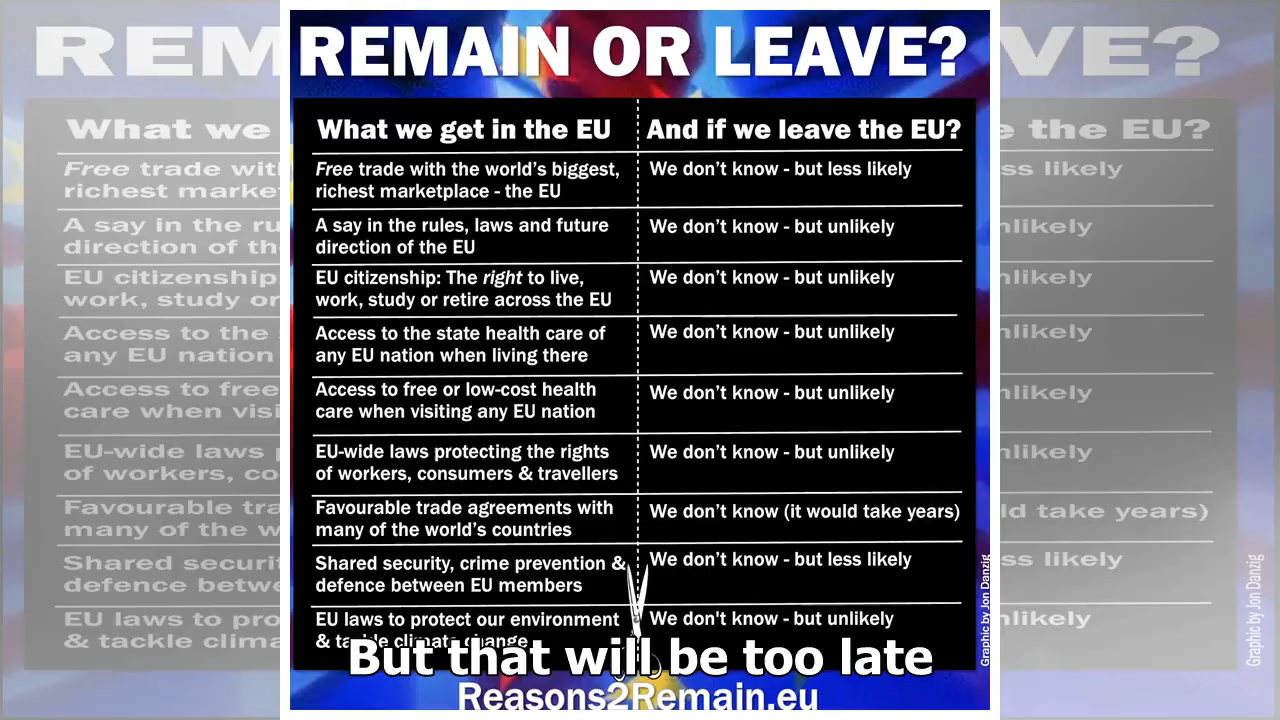 REMAIN OR LEAVE?
What we get in the EU
And if we leave the EU?
Free trade with the world's biggest,
richest marketplace - the EU
We don't know - but less likely
A say in the rules, laws and future
direction of the EU
We don't know - but unlikely
EU citizenship: The right to live,
work, study or retire across the EU
We don't know - but unlikely
Access to the state health care of
any EU nation when living there
We don't know - but unlikely
Access to free or low-cost health
care when visiting any EU nation
We don't know - but unlikely
EU-wide laws protecting the rights
of workers, consumers & travellers
We don't know - but unlikely
Favourable trade agreements with
many of the world's countries
We don't know (it would take years)
Shared security, crime prevention &
defence between EU members
We don't know - but less likely
EU laws to protect our environment
& tackle climate change
We don't know - but unlikely
Graphic by Jon Danzig
But that will be too late
Reasons2Remain.eu